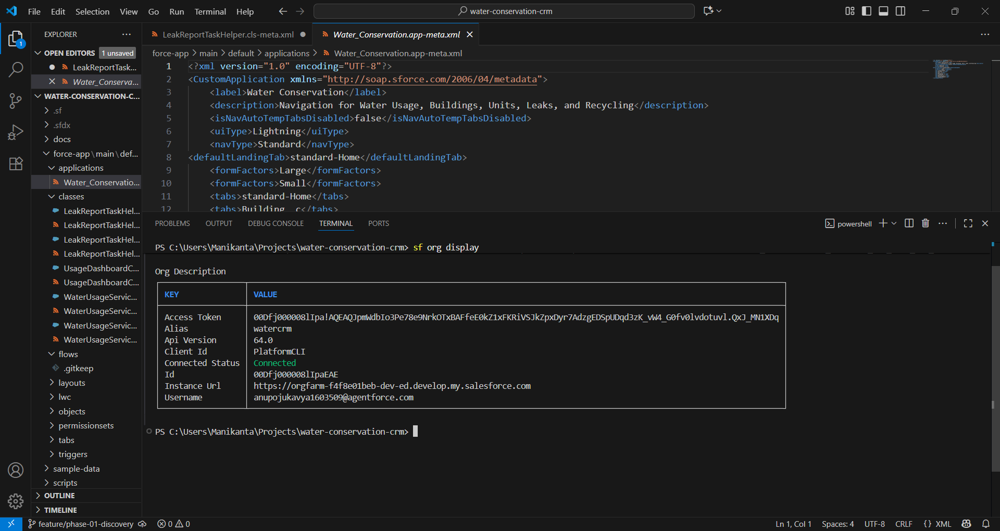 File Edit Selection View Go Run Terminal Help
water-conservation-crm
EXPLORER
OPEN EDITORS 1 unsaved
LeakReportTask...
Water_Conserva...
WATER-CONSERVATION-C...
.sf
.sfdx
docs
force-app\main\def...
applications
Water_Conservatio...
classes
LeakReportTaskHel...
LeakReportTaskHel...
LeakReportTaskHel...
LeakReportTaskHel...
UsageDashboardC...
UsageDashboardC...
WaterUsageServic...
WaterUsageServic...
WaterUsageServic...
WaterUsageServic...
flows
.gitkeep
layouts
lwc
objects
permissionsets
tabs
triggers
sample-data
scripts
OUTLINE
TIMELINE
1
LeakReportTaskHelper.cls-meta.xml
Water_Conservation.app-meta.xml
force-app > main > default > applications > Water_Conservation.app-meta.xml
1 <?xml version="1.0" encoding="UTF-8"?>
2 <CustomApplication xmlns="http://soap.sforce.com/2006/04/metadata">
3 <label>Water Conservation</label>
4 <description>Navigation for Water Usage, Buildings, Units, Leaks, and Recycling</description>
5 <isNavAutoTempTabsDisabled>false</isNavAutoTempTabsDisabled>
6 <uiType>Lightning</uiType>
7 <navType>Standard</navType>
8 <defaultLandingTab>standard-Home</defaultLandingTab>
9 <formFactors>Large</formFactors>
10 <formFactors>Small</formFactors>
11 <tabs>standard-Home</tabs>
12 <tabs>Building__c</tabs>
PROBLEMS OUTPUT DEBUG CONSOLE TERMINAL PORTS
powershell
PS C:\Users\Manikanta\Projects\water-conservation-crm> sf org display
Org Description
KEY VALUE
Access Token 00Dfj000008lIpa!AQEAQJpmWdbIo3Pe78e9NrkOTxBAFfeE0kZ1xFKRiVSJkZpxDyr7AdzgEDSpUDqd3zK_vW4_G0fv0lvdotuvl.QxJ_MN1XDq
Alias watercrm
Api Version 64.0
Client Id PlatformCLI
Connected Status Connected
Id 00Dfj000008lIpaEAE
Instance Url https://orgfarm-f4f8e01beb-dev-ed.develop.my.salesforce.com
Username anupojukavya1603509@agentforce.com
PS C:\Users\Manikanta\Projects\water-conservation-crm>
feature/phase-01-discovery 0 0
Ln 1, Col 1 Spaces: 4 UTF-8 CRLF {} XML